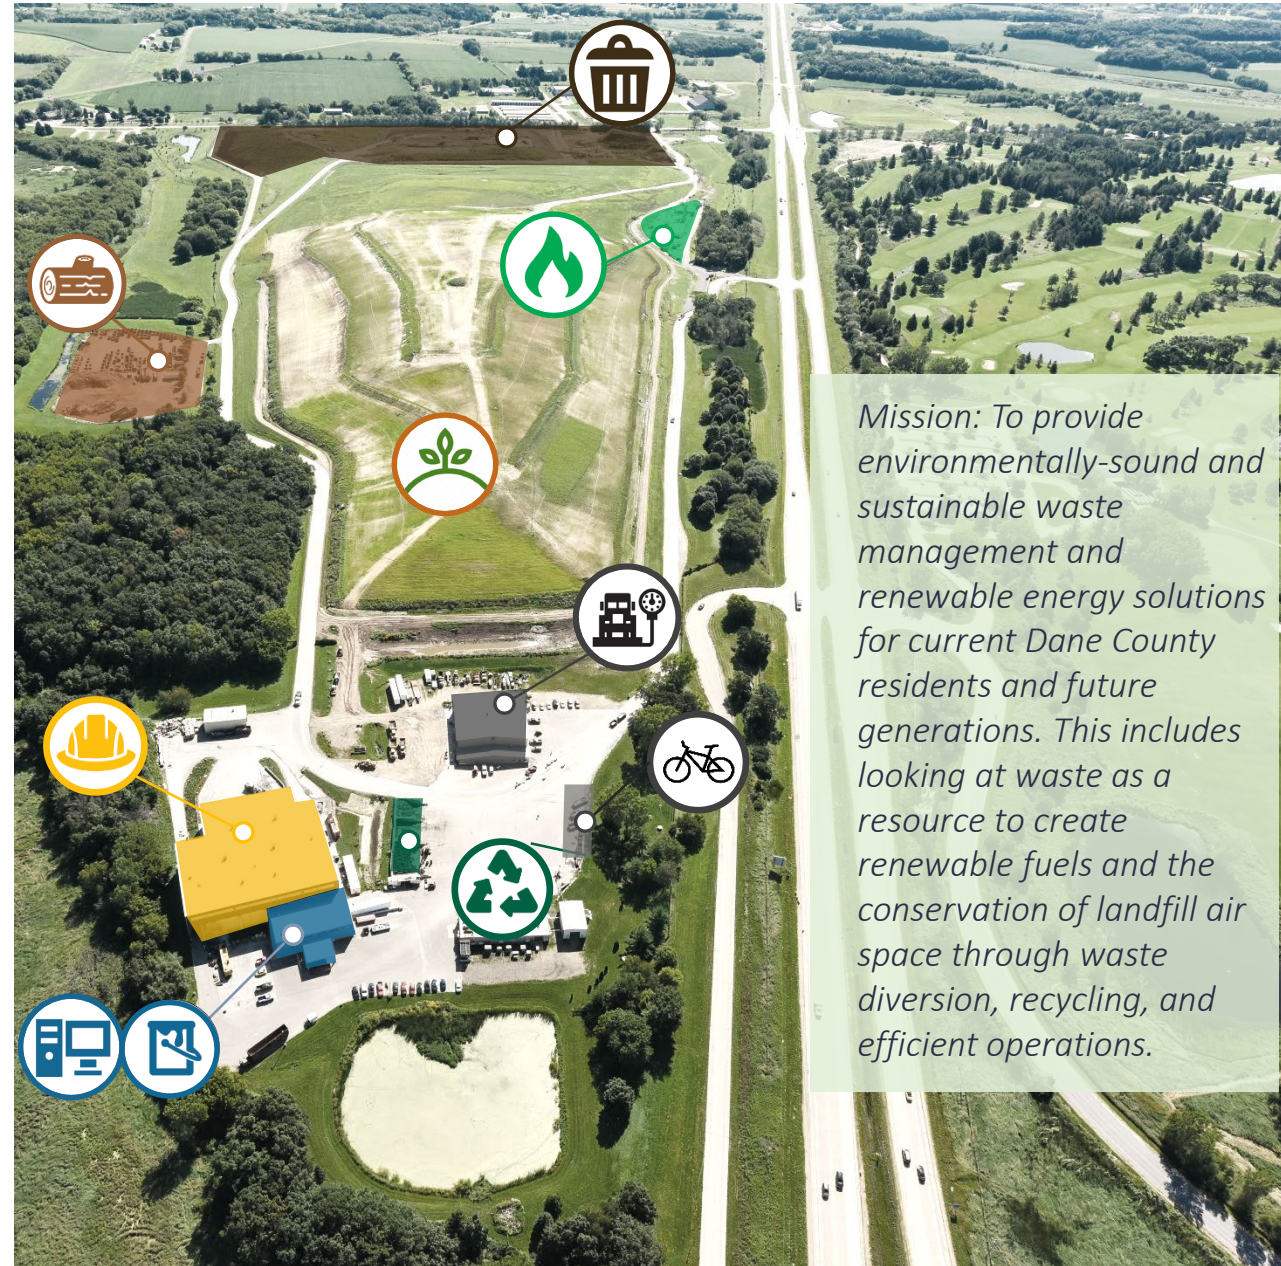 Mission: To provide
environmentally-sound and
sustainable waste
management and
renewable energy solutions
for current Dane County
residents and future
generations. This includes
looking at waste as a
resource to create
renewable fuels and the
conservation of landfill air
space through waste
diversion, recycling, and
efficient operations.